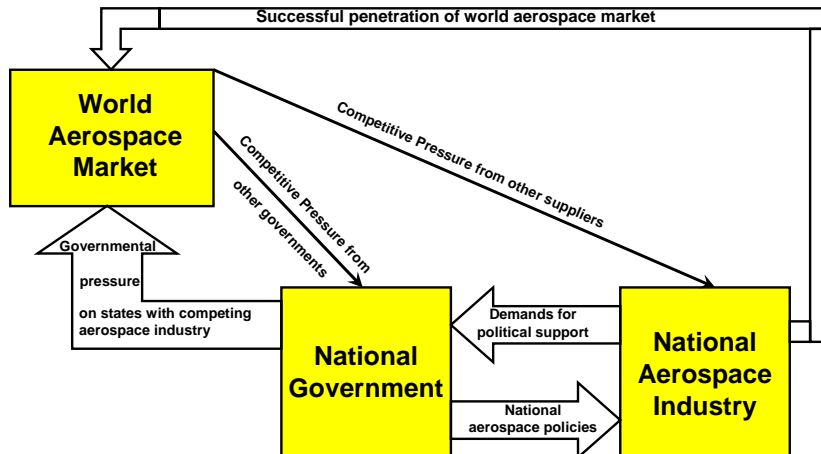 Successful penetration of world aerospace market
World
Aerospace
Market
Competitive Pressure from other suppliers
Competitive Pressure from
other governments
Governmental
pressure
on states with competing
aerospace industry
National
Government
Demands for
political support
National
aerospace policies
National
Aerospace
Industry